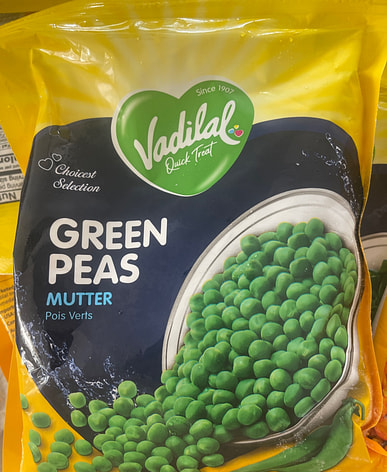 Since 1907
Vadilal
Quick Treat
Choicest
Selection
GREEN
PEAS
MUTTER
Pois Verts